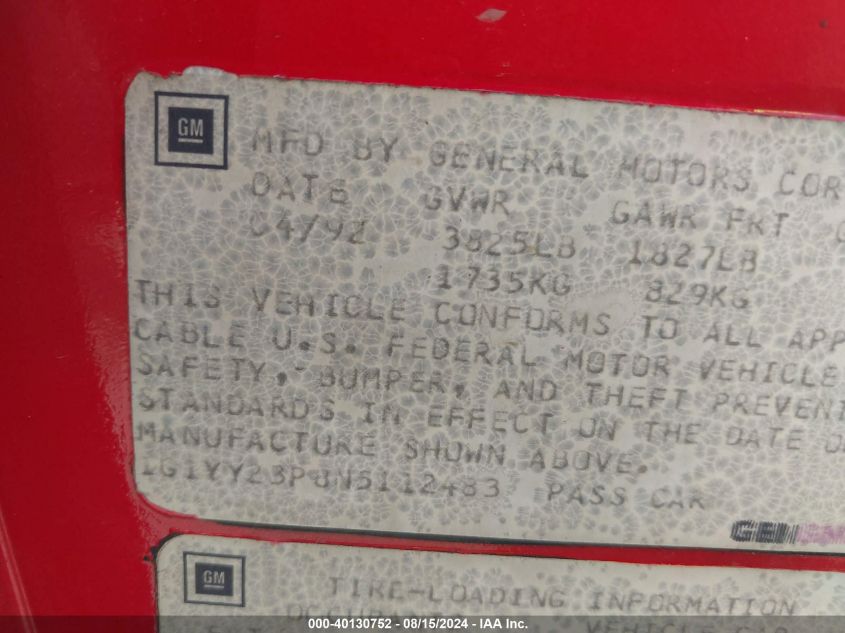 GM
MFD BY GENERAL MOTORS COR
DATE GVWR GAWR FRT
04/92 3825LB 1827LB
1735KG 829KG
THIS VEHICLE CONFORMS TO ALL APP
CABLE U.S. FEDERAL MOTOR VEHICLE
SAFETY, BUMPER, AND THEFT PREVENT
STANDARDS IN EFFECT ON THE DATE O
MANUFACTURE SHOWN ABOVE.
1G1YY23P8N5112483 PASS CAR
GM
TIRE-LOADING INFORMATION
000-40130752 - 08/15/2024 - IAA Inc.